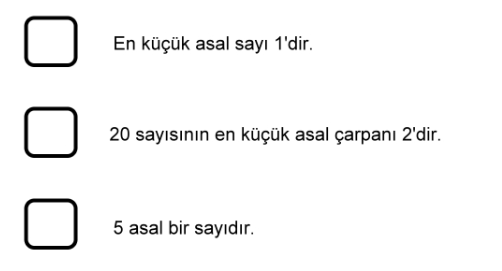 En küçük asal sayı 1'dir.
20 sayısının en küçük asal çarpanı 2'dir.
5 asal bir sayıdır.